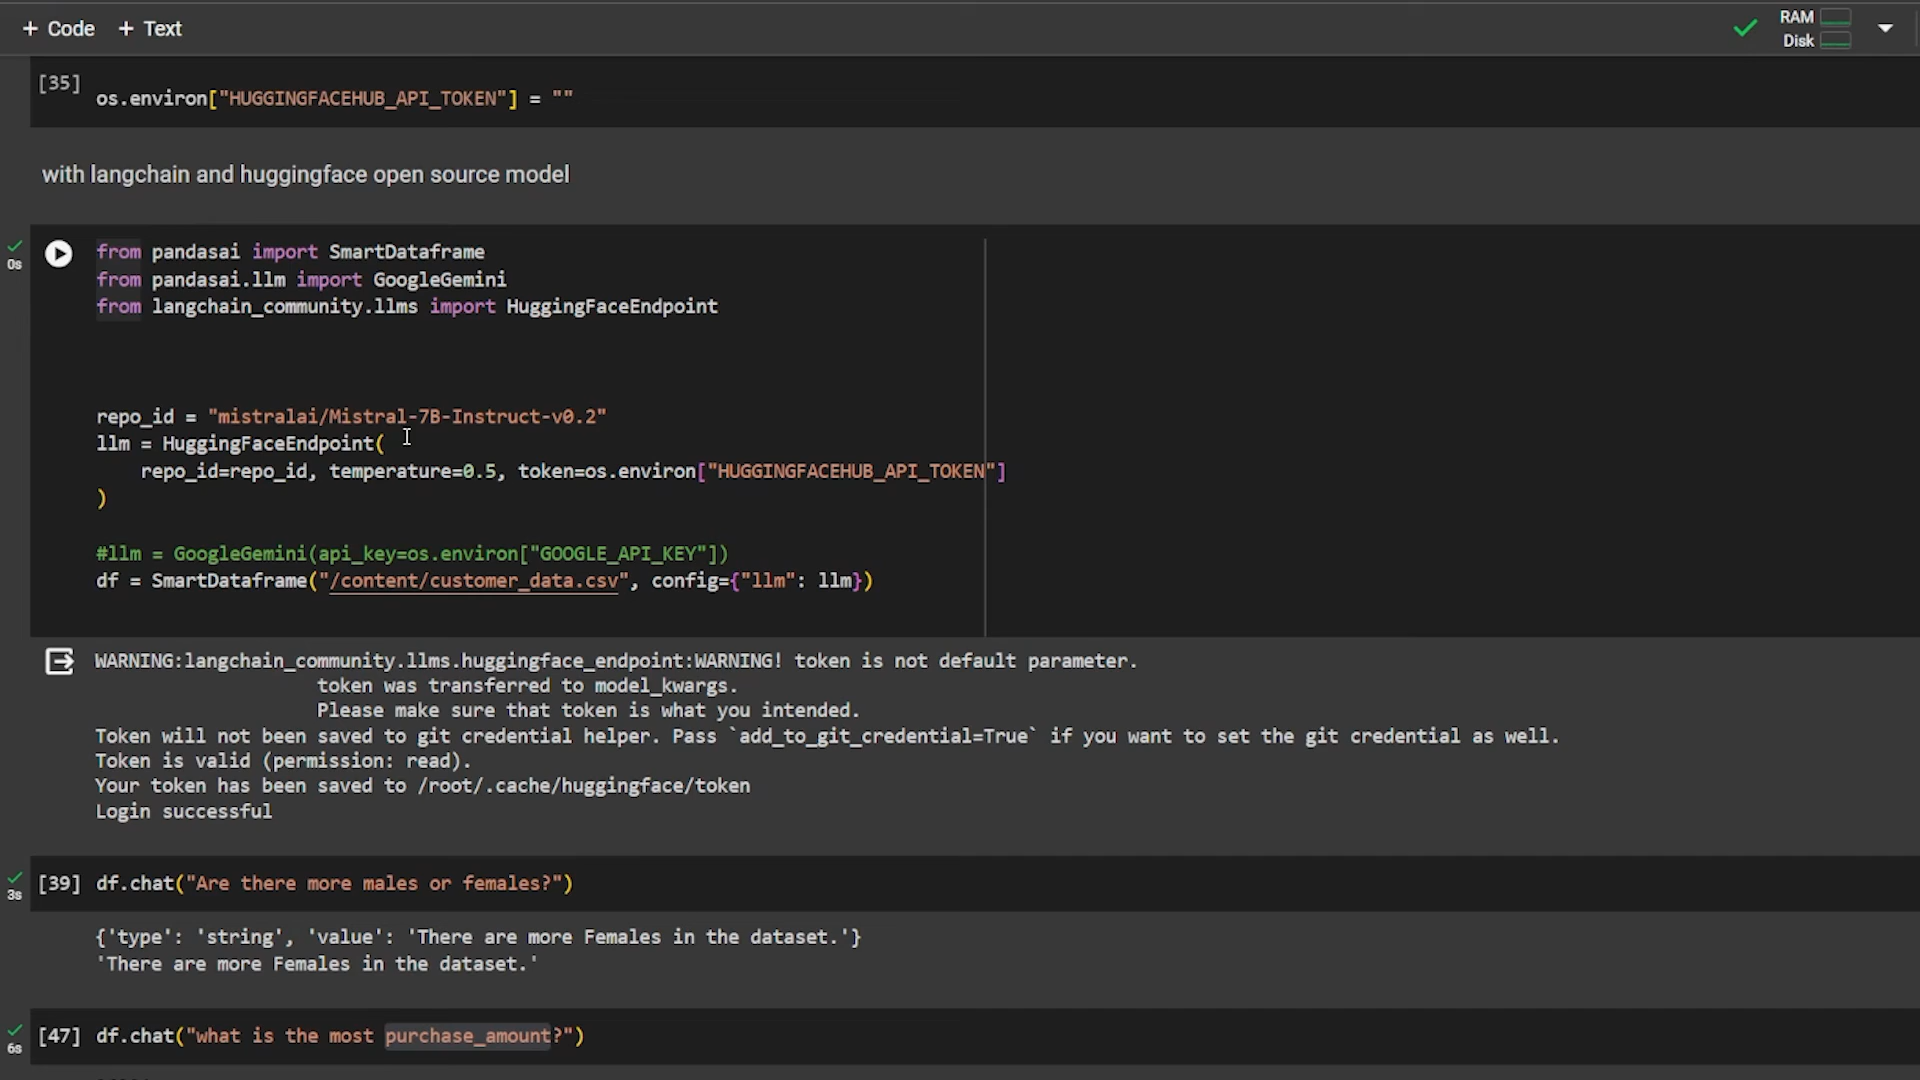 + Code + Text
RAM
Disk
[35]
os.environ["HUGGINGFACEHUB_API_TOKEN"] = ""
with langchain and huggingface open source model
0s
from pandasai import SmartDataframe
from pandasai.llm import GoogleGemini
from langchain_community.llms import HuggingFaceEndpoint
repo_id = "mistralai/Mistral-7B-Instruct-v0.2"
llm = HuggingFaceEndpoint(
repo_id=repo_id, temperature=0.5, token=os.environ["HUGGINGFACEHUB_API_TOKEN"]
)
#llm = GoogleGemini(api_key=os.environ["GOOGLE_API_KEY"])
df = SmartDataframe("/content/customer_data.csv", config={"llm": llm})
WARNING:langchain_community.llms.huggingface_endpoint:WARNING! token is not default parameter.
token was transferred to model_kwargs.
Please make sure that token is what you intended.
Token will not been saved to git credential helper. Pass `add_to_git_credential=True` if you want to set the git credential as well.
Token is valid (permission: read).
Your token has been saved to /root/.cache/huggingface/token
Login successful
3s
[39] df.chat("Are there more males or females?")
{'type': 'string', 'value': 'There are more Females in the dataset.'}
'There are more Females in the dataset.'
6s
[47] df.chat("what is the most purchase_amount?")